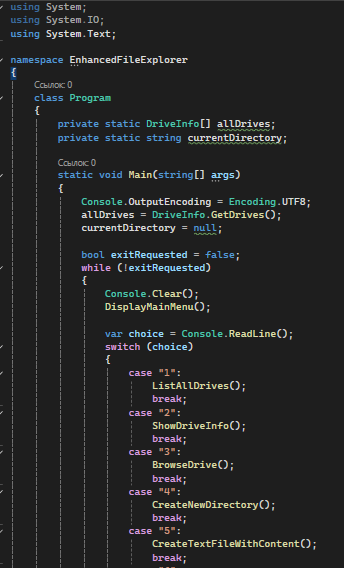 using System;
using System.IO;
using System.Text;
namespace EnhancedFileExplorer
{
Ссылок: 0
class Program
{
private static DriveInfo[] allDrives;
private static string currentDirectory;
Ссылок: 0
static void Main(string[] args)
{
Console.OutputEncoding = Encoding.UTF8;
allDrives = DriveInfo.GetDrives();
currentDirectory = null;
bool exitRequested = false;
while (!exitRequested)
{
Console.Clear();
DisplayMainMenu();
var choice = Console.ReadLine();
switch (choice)
{
case "1":
ListAllDrives();
break;
case "2":
ShowDriveInfo();
break;
case "3":
BrowseDrive();
break;
case "4":
CreateNewDirectory();
break;
case "5":
CreateTextFileWithContent();
break;